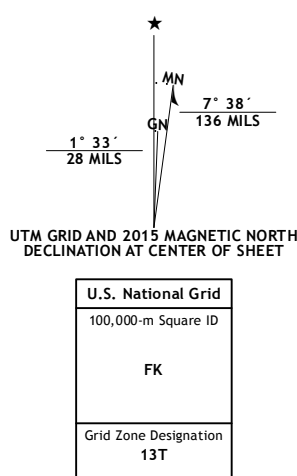 MN
GN
7° 38´
136 MILS
1° 33´
28 MILS
UTM GRID AND 2015 MAGNETIC NORTH
DECLINATION AT CENTER OF SHEET
U.S. National Grid
100,000-m Square ID
FK
Grid Zone Designation
13T